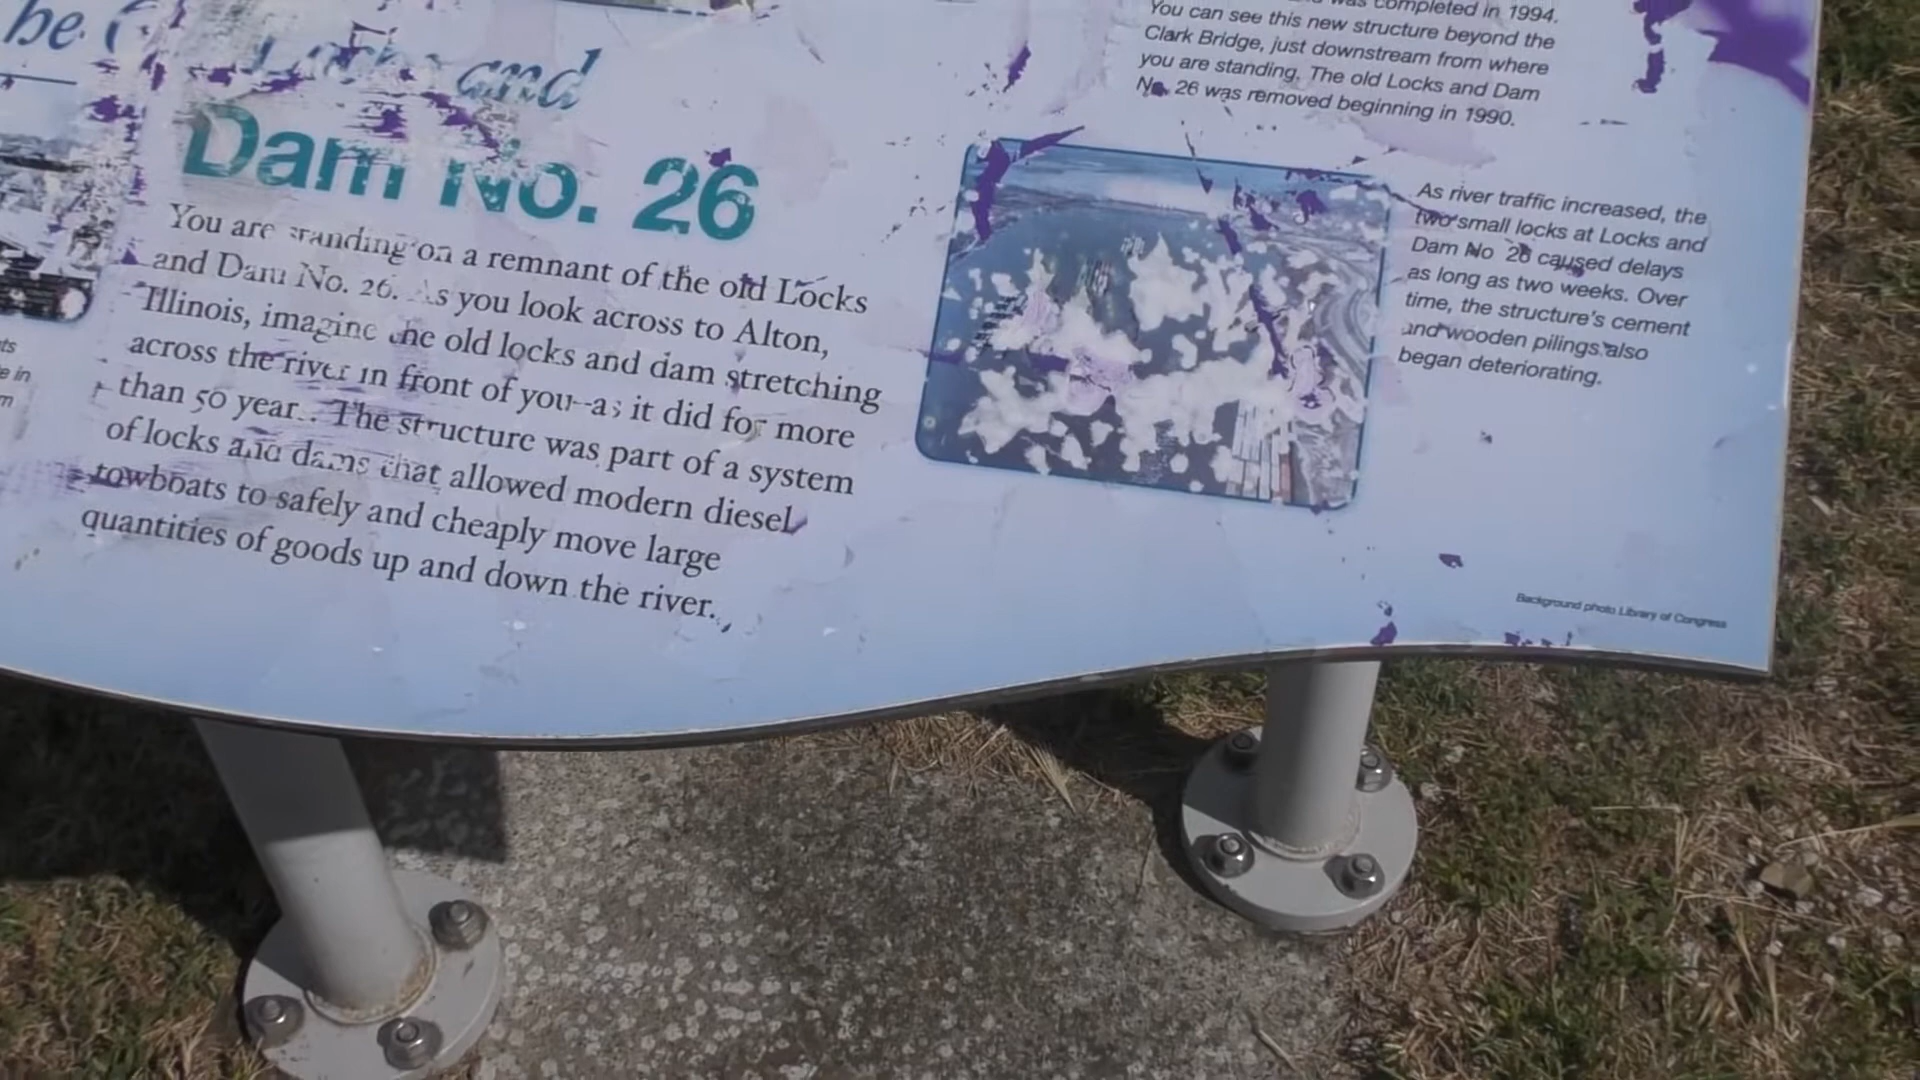 he
Locks and
Dam No. 26
You are standing on a remnant of the old Locks
and Dam No. 26. As you look across to Alton,
Illinois, imagine the old locks and dam stretching
across the river in front of you--as it did for more
than 50 years. The structure was part of a system
of locks and dams that allowed modern diesel
towboats to safely and cheaply move large
quantities of goods up and down the river.
was completed in 1994.
You can see this new structure beyond the
Clark Bridge, just downstream from where
you are standing. The old Locks and Dam
No. 26 was removed beginning in 1990.
As river traffic increased, the
two small locks at Locks and
Dam No 26 caused delays
as long as two weeks. Over
time, the structure's cement
and wooden pilings also
began deteriorating.
Background photo Library of Congress